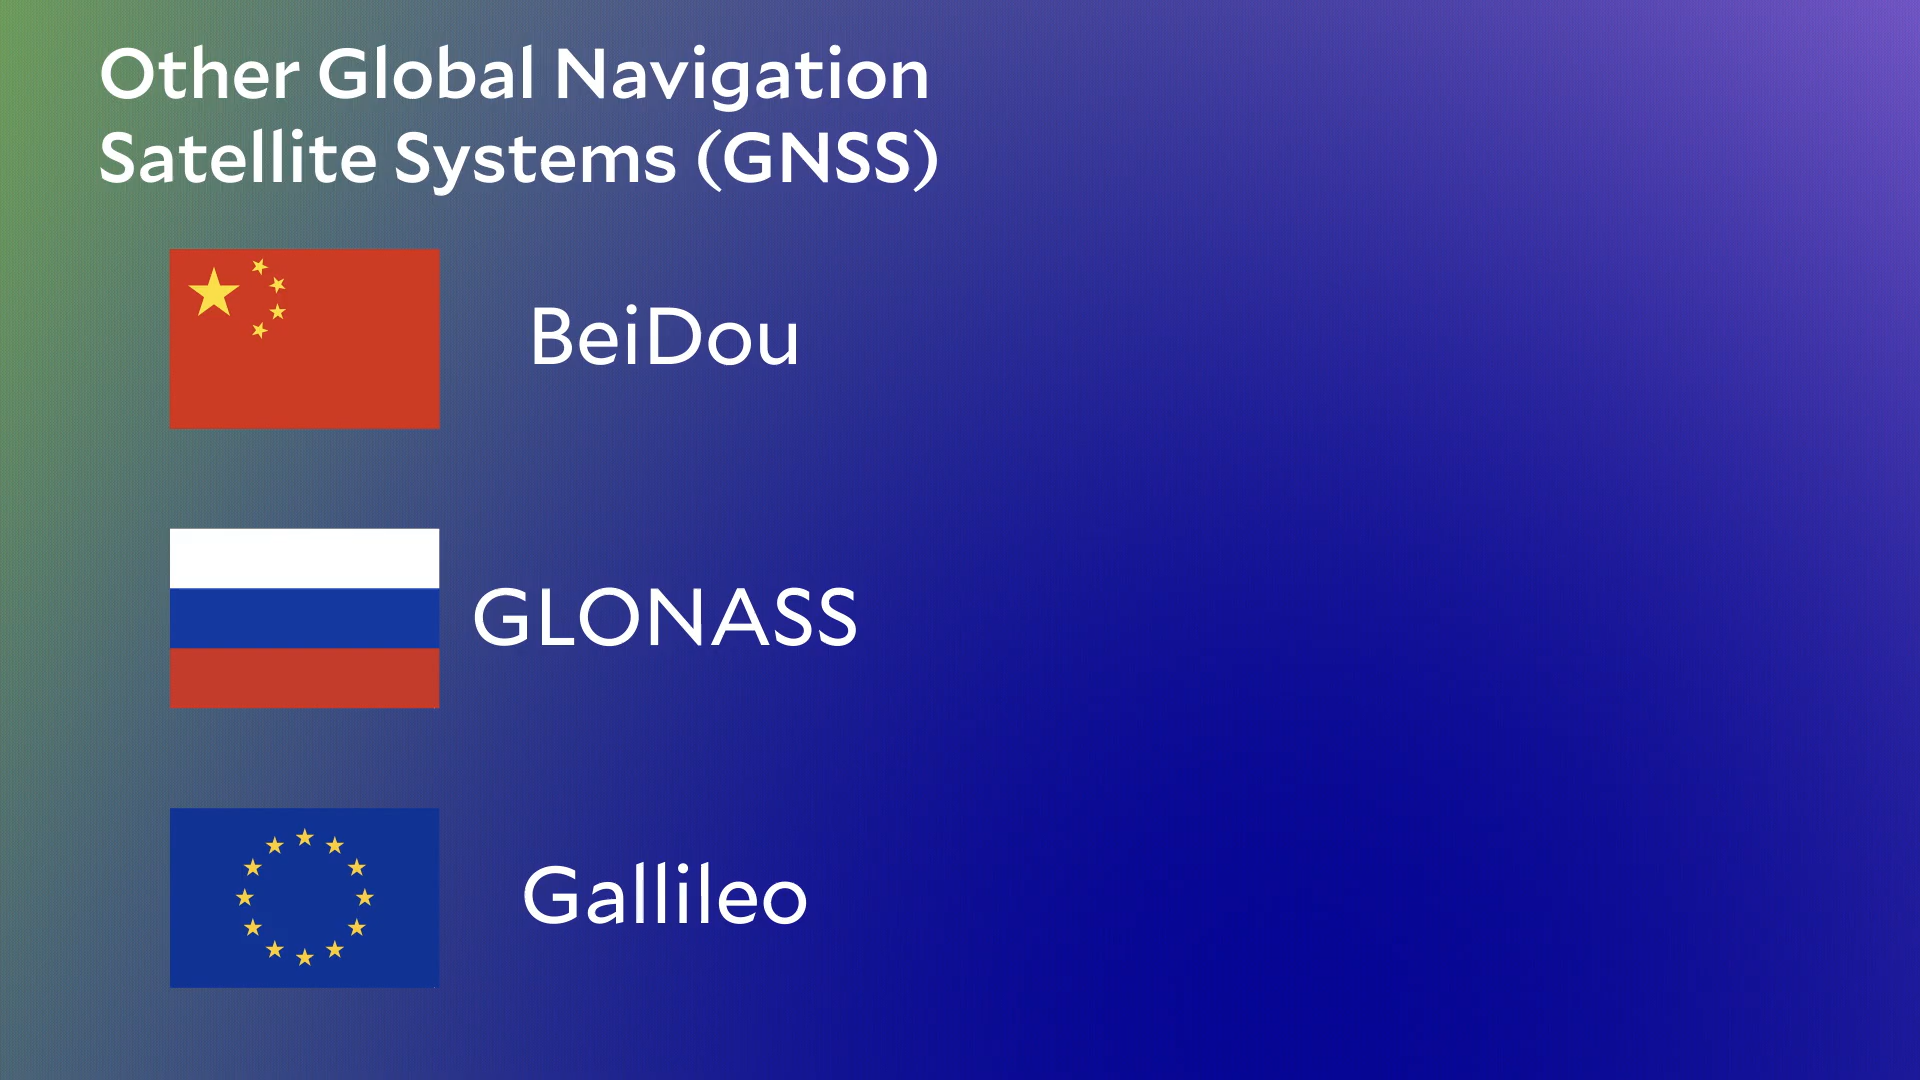 Other Global Navigation
Satellite Systems (GNSS)
BeiDou
GLONASS
Gallileo